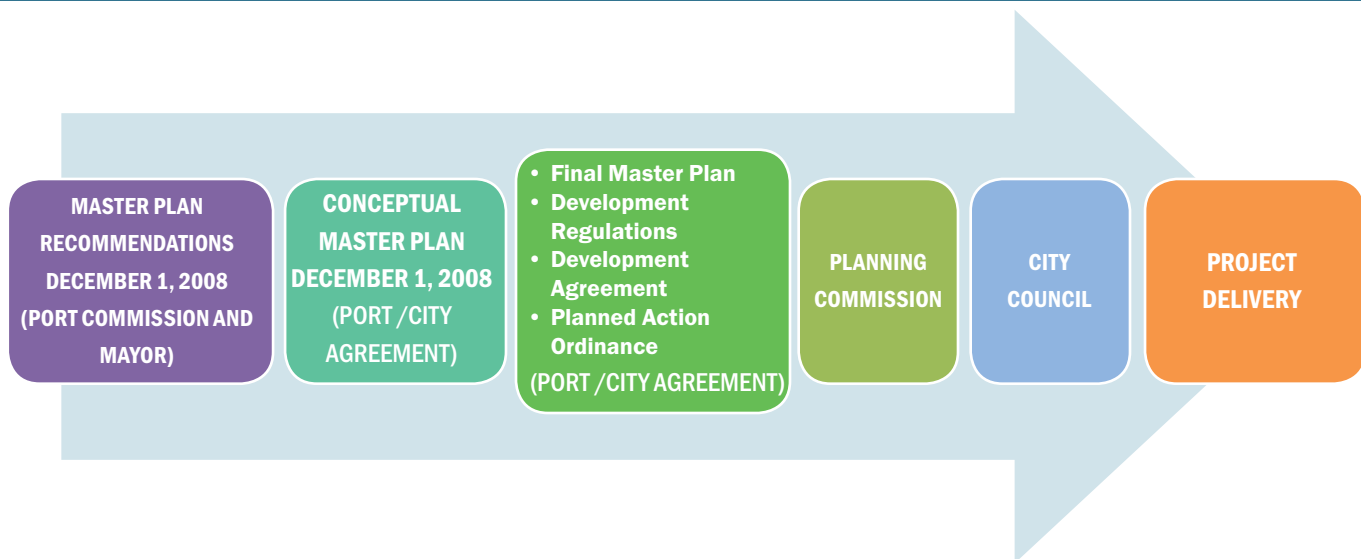 MASTER PLAN
RECOMMENDATIONS
DECEMBER 1, 2008
(PORT COMMISSION AND
MAYOR)
CONCEPTUAL
MASTER PLAN
DECEMBER 1, 2008
(PORT /CITY
AGREEMENT)
• Final Master Plan
• Development
Regulations
• Development
Agreement
• Planned Action
Ordinance
(PORT /CITY AGREEMENT)
PLANNING
COMMISSION
CITY
COUNCIL
PROJECT
DELIVERY